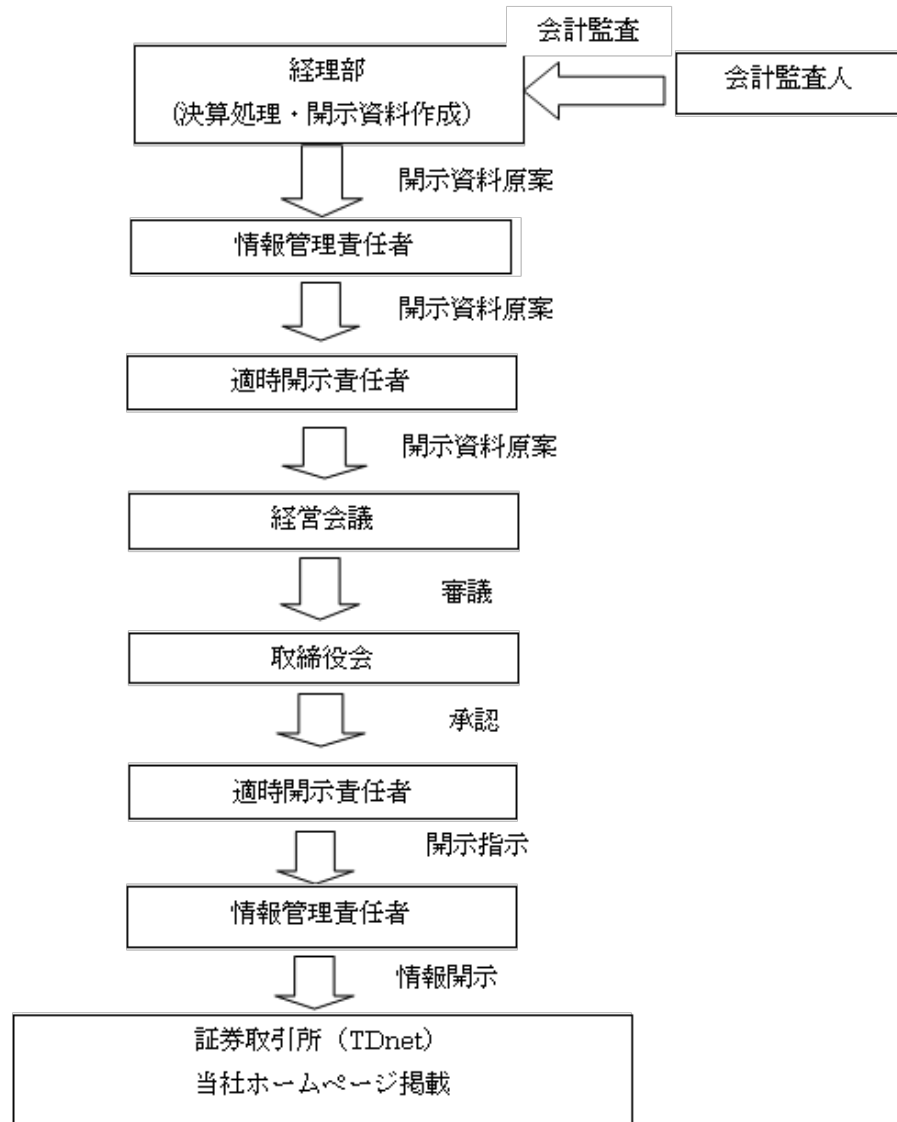 会計監査
経理部
会計監査人
(決算処理・開示資料作成)
開示資料原案
情報管理責任者
開示資料原案
適時開示責任者
開示資料原案
経営会議
審議
取締役会
承認
適時開示責任者
開示指示
情報管理責任者
情報開示
証券取引所（TDnet）
当社ホームページ掲載